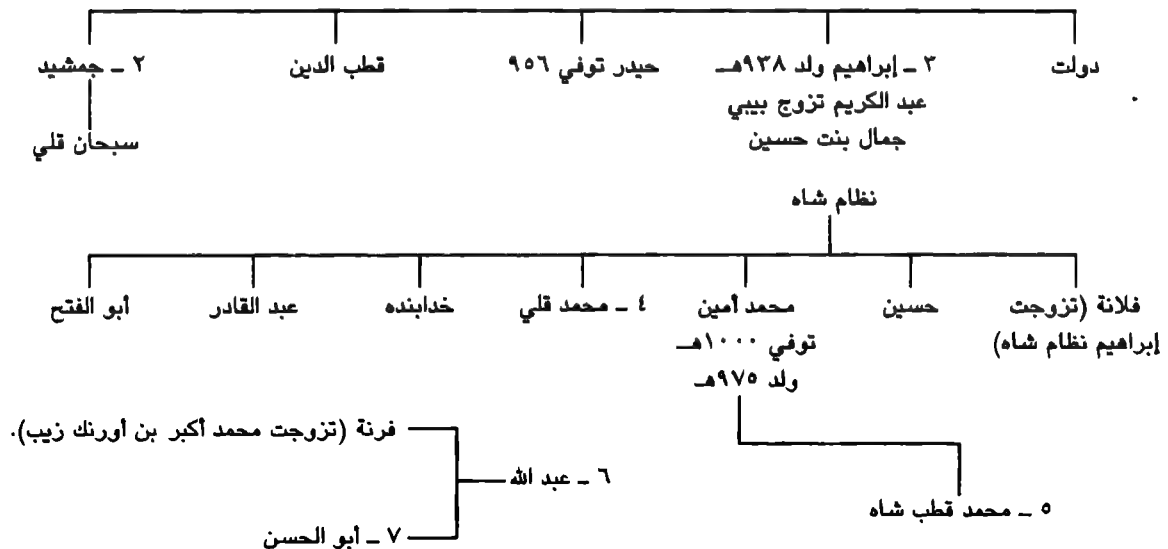 دولت
٣ – إبراهيم ولد ٩٣٨هـ
عبد الكريم تزوج بيبي
جمال بنت حسين
نظام شاه
حيدر توفي ٩٥٦
قطب الدين
٢ – جمشيد
سبحان قلي
فلانة (تزوجت
إبراهيم نظام شاه)
حسين
محمد أمين
توفي ١٠٠٠هـ
ولد ٩٧٥هـ
٤ – محمد قلي
خدابنده
عبد القادر
أبو الفتح
٥ – محمد قطب شاه
٦ – عبد الله
فرنة (تزوجت محمد أكبر بن أورنك زيب).
٧ – أبو الحسن